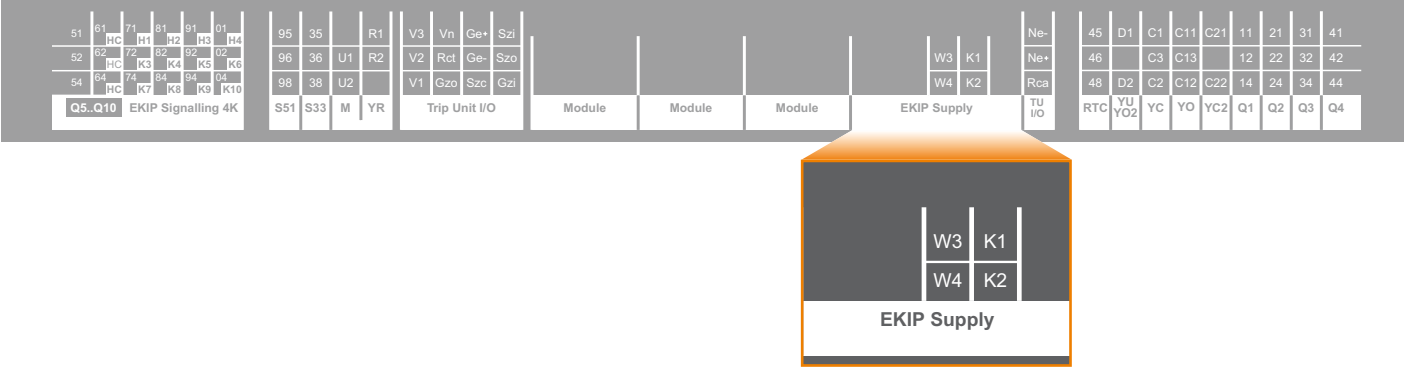 61 71 81 91 01
51 HC H1 H2 H3 H4 95 35 R1 V3 Vn Ge+ Szi Ne- 45 D1 C1 C11 C21 11 21 31 41
62 72 82 92 02
52 HC K3 K4 K5 K6 96 36 U1 R2 V2 Rct Ge- Szo W3 K1 Ne+ 46 C3 C13 12 22 32 42
64 74 84 94 04
54 HC K7 K8 K9 K10 98 38 U2 V1 Gzo Szc Gzi W4 K2 Rca 48 D2 C2 C12 C22 14 24 34 44
Q5..Q10 EKIP Signalling 4K S51 S33 M YR Trip Unit I/O Module Module Module EKIP Supply TU I/O RTC YU YO2 YC YO YC2 Q1 Q2 Q3 Q4
W3 K1
W4 K2
EKIP Supply